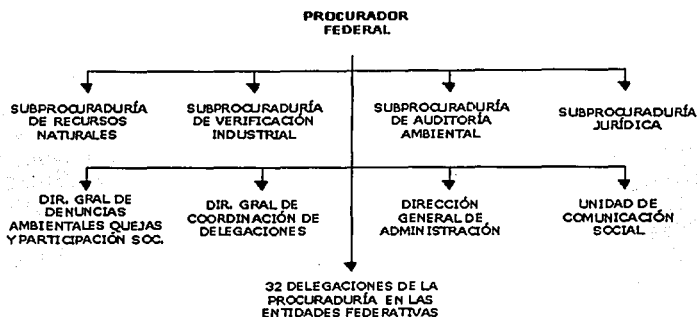 PROCURADOR
FEDERAL
SUBPROCURADURÍA
DE RECURSOS
NATURALES
SUBPROCURADURÍA
DE VERIFICACIÓN
INDUSTRIAL
SUBPROCURADURÍA
DE AUDITORÍA
AMBIENTAL
SUBPROCURADURÍA
JURÍDICA
DIR. GRAL DE
DENUNCIAS
AMBIENTALES QUEJAS
Y PARTICIPACIÓN SOC.
DIR. GRAL DE
COORDINACIÓN DE
DELEGACIONES
DIRECCIÓN
GENERAL DE
ADMINISTRACIÓN
UNIDAD DE
COMUNICACIÓN
SOCIAL
32 DELEGACIONES DE LA
PROCURADURÍA EN LAS
ENTIDADES FEDERATIVAS